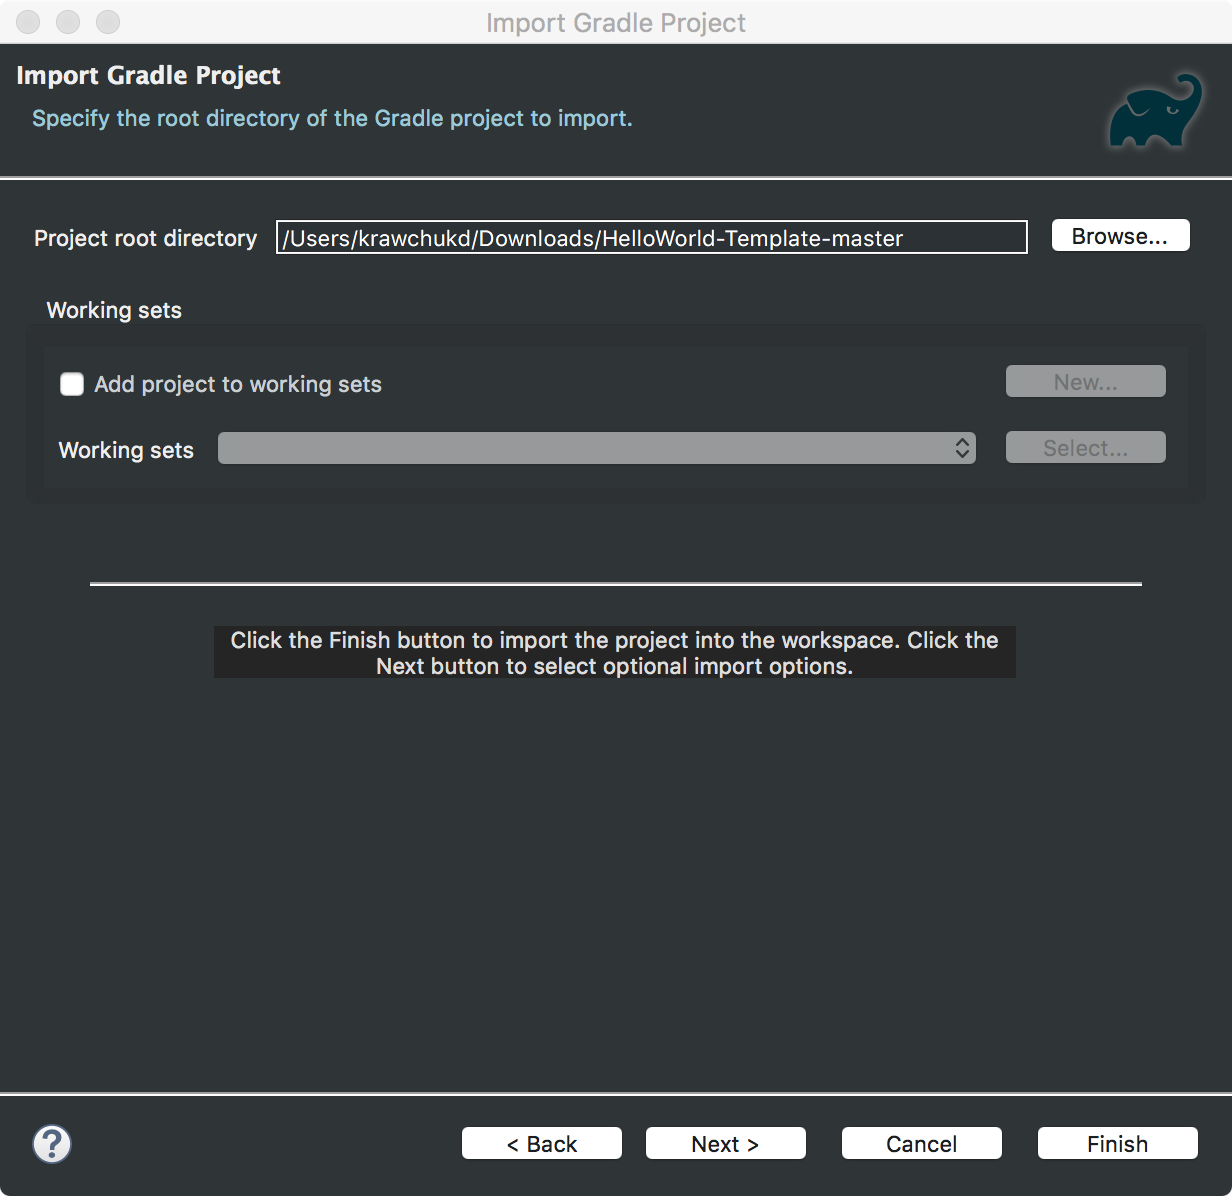 Import Gradle Project
Import Gradle Project
Specify the root directory of the Gradle project to import.
Project root directory /Users/krawchukd/Downloads/HelloWorld-Template-master Browse...
Working sets
Add project to working sets New...
Working sets Select...
Click the Finish button to import the project into the workspace. Click the
Next button to select optional import options.
? < Back Next > Cancel Finish